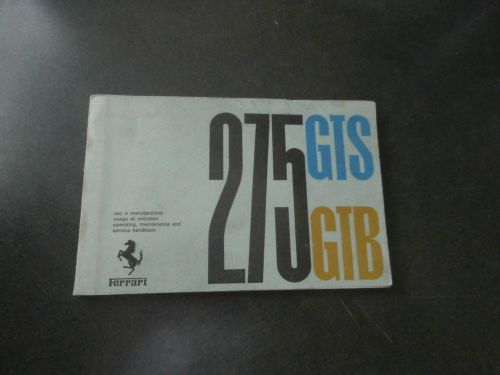 275 GTS
GTB
uso e manutenzione
usage et entretien
operating, maintenance and
service handbook
Ferrari